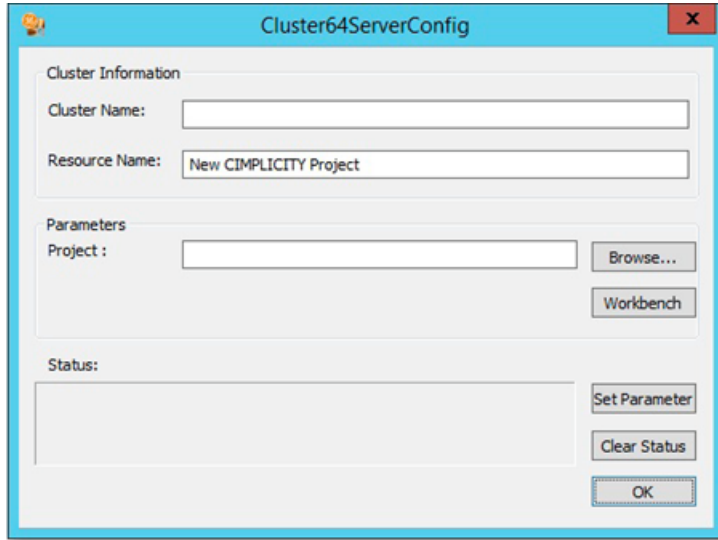 Cluster64ServerConfig
x
Cluster Information
Cluster Name:
Resource Name: New CIMPLICITY Project
Parameters
Project : Browse...
Workbench
Status:
Set Parameter
Clear Status
OK